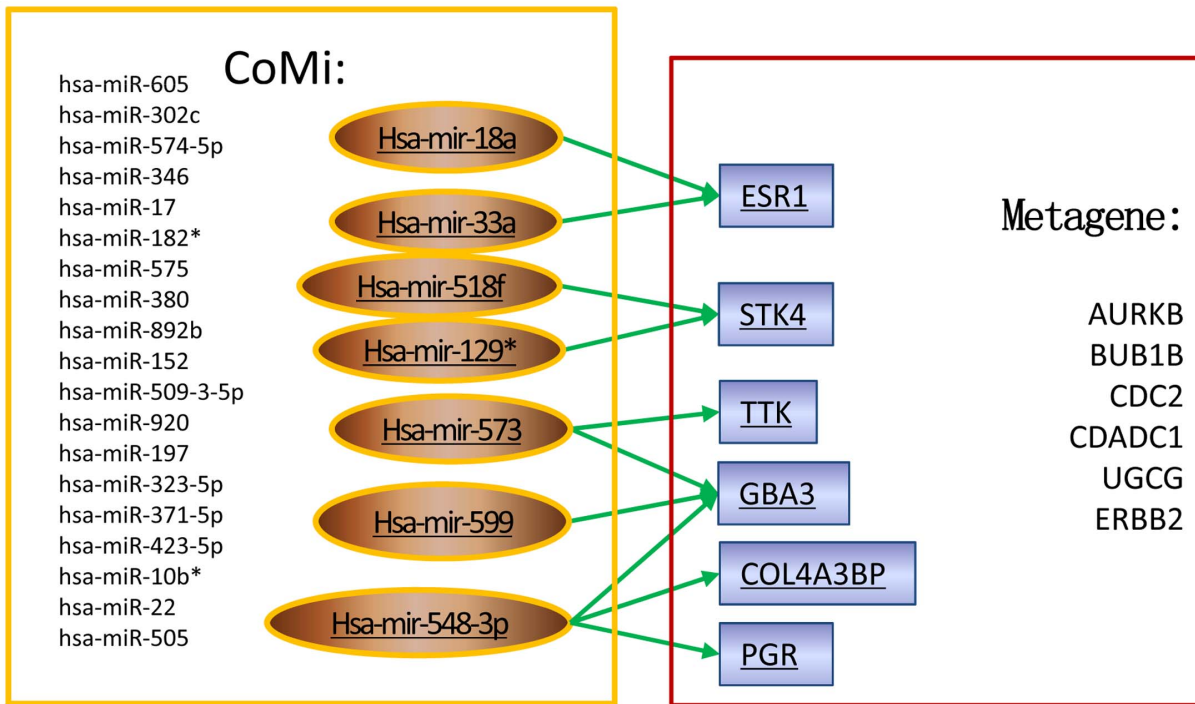 CoMi:
hsa-miR-605
hsa-miR-302c
hsa-miR-574-5p
hsa-miR-346
hsa-miR-17
hsa-miR-182*
hsa-miR-575
hsa-miR-380
hsa-miR-892b
hsa-miR-152
hsa-miR-509-3-5p
hsa-miR-920
hsa-miR-197
hsa-miR-323-5p
hsa-miR-371-5p
hsa-miR-423-5p
hsa-miR-10b*
hsa-miR-22
hsa-miR-505
Hsa-mir-18a
Hsa-mir-33a
Hsa-mir-518f
Hsa-mir-129*
Hsa-mir-573
Hsa-mir-599
Hsa-mir-548-3p
ESR1
STK4
TTK
GBA3
COL4A3BP
PGR
Metagene:
AURKB
BUB1B
CDC2
CDADC1
UGCG
ERBB2